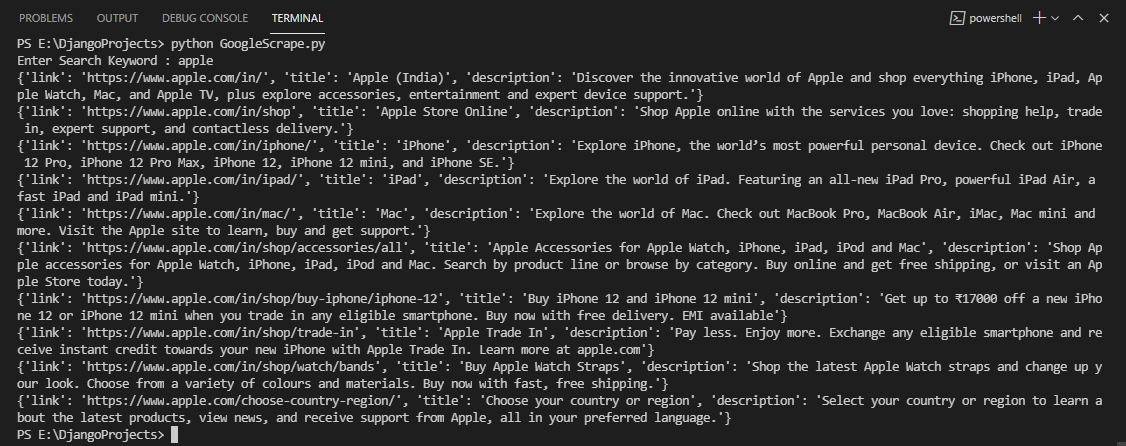 PROBLEMS OUTPUT DEBUG CONSOLE TERMINAL powershell
PS E:\DjangoProjects> python GoogleScrape.py
Enter Search Keyword : apple
{'link': 'https://www.apple.com/in/', 'title': 'Apple (India)', 'description': 'Discover the innovative world of Apple and shop everything iPhone, iPad, Ap
ple Watch, Mac, and Apple TV, plus explore accessories, entertainment and expert device support.'}
{'link': 'https://www.apple.com/in/shop', 'title': 'Apple Store Online', 'description': 'Shop Apple online with the services you love: shopping help, trade
 in, expert support, and contactless delivery.'}
{'link': 'https://www.apple.com/in/iphone/', 'title': 'iPhone', 'description': 'Explore iPhone, the world’s most powerful personal device. Check out iPhone
 12 Pro, iPhone 12 Pro Max, iPhone 12, iPhone 12 mini, and iPhone SE.'}
{'link': 'https://www.apple.com/in/ipad/', 'title': 'iPad', 'description': 'Explore the world of iPad. Featuring an all-new iPad Pro, powerful iPad Air, a
fast iPad and iPad mini.'}
{'link': 'https://www.apple.com/in/mac/', 'title': 'Mac', 'description': 'Explore the world of Mac. Check out MacBook Pro, MacBook Air, iMac, Mac mini and
more. Visit the Apple site to learn, buy and get support.'}
{'link': 'https://www.apple.com/in/shop/accessories/all', 'title': 'Apple Accessories for Apple Watch, iPhone, iPad, iPod and Mac', 'description': 'Shop Ap
ple accessories for Apple Watch, iPhone, iPad, iPod and Mac. Search by product line or browse by category. Buy online and get free shipping, or visit an Ap
ple Store today.'}
{'link': 'https://www.apple.com/in/shop/buy-iphone/iphone-12', 'title': 'Buy iPhone 12 and iPhone 12 mini', 'description': 'Get up to ₹17000 off a new iPho
ne 12 or iPhone 12 mini when you trade in any eligible smartphone. Buy now with free delivery. EMI available'}
{'link': 'https://www.apple.com/in/shop/trade-in', 'title': 'Apple Trade In', 'description': 'Pay less. Enjoy more. Exchange any eligible smartphone and re
ceive instant credit towards your new iPhone with Apple Trade In. Learn more at apple.com'}
{'link': 'https://www.apple.com/in/shop/watch/bands', 'title': 'Buy Apple Watch Straps', 'description': 'Shop the latest Apple Watch straps and change up y
our look. Choose from a variety of colours and materials. Buy now with fast, free shipping.'}
{'link': 'https://www.apple.com/choose-country-region/', 'title': 'Choose your country or region', 'description': 'Select your country or region to learn a
bout the latest products, view news, and receive support from Apple, all in your preferred language.'}
PS E:\DjangoProjects>